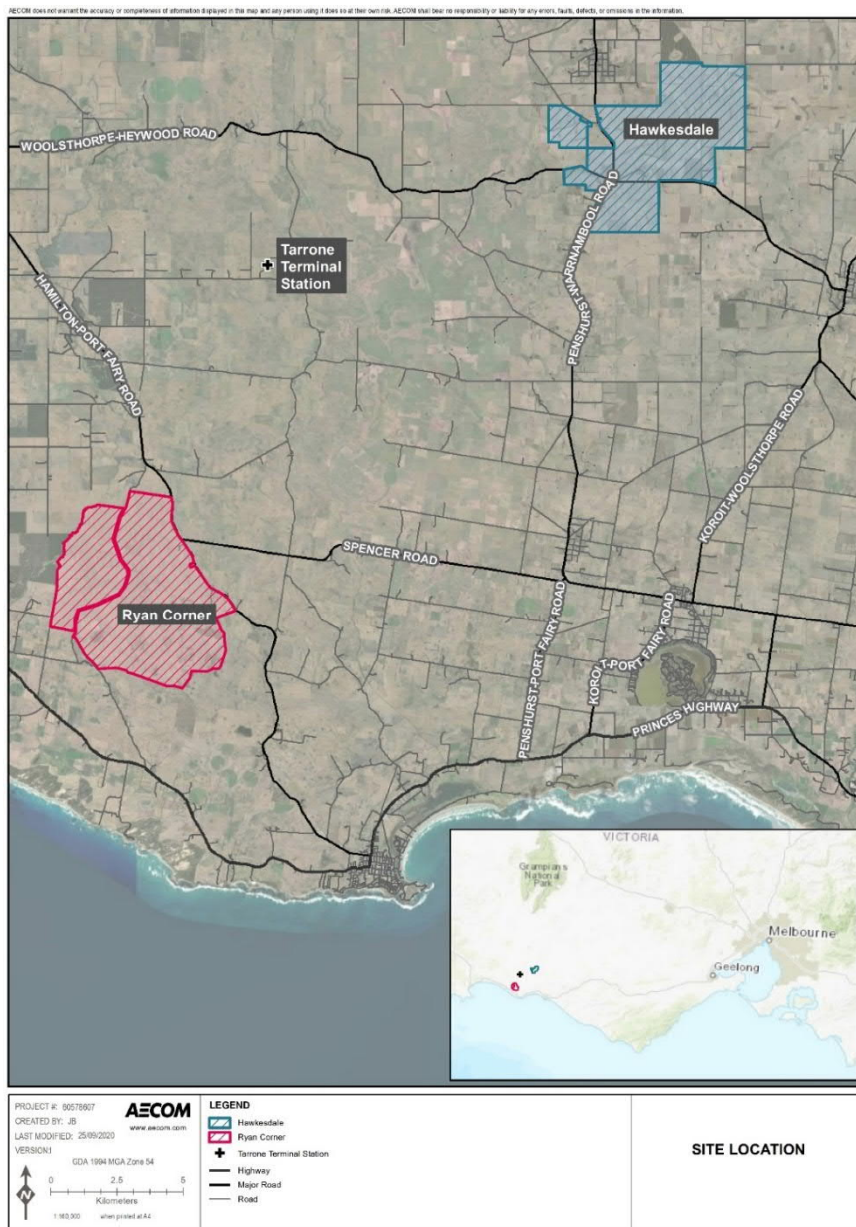 AECOM does not warrant the accuracy or completeness of information displayed in this map and any person using it does so at their own risk. AECOM shall bear no responsibility or liability for any errors, faults, defects, or omissions in the information.
Hawkesdale
WOOLSTHORPE-HEYWOOD ROAD
PENSHURST-WARRNAMBOOL ROAD
Tarrone
Terminal
Station
HAMILTON-PORT FAIRY ROAD
KOROIT-WOOLSTHORPE ROAD
SPENCER ROAD
Ryan Corner
PENSHURST-PORT FAIRY ROAD
KOROIT-PORT FAIRY ROAD
PRINCES HIGHWAY
VICTORIA
Grampians
National
Park
Melbourne
Geelong
PROJECT #: 60578607
CREATED BY: JB
LAST MODIFIED: 25/09/2020
VERSION:1
AECOM
www.aecom.com
GDA 1994 MGA Zone 54
0 2.5 5
Kilometers
1:160,000 when printed at A4
N
LEGEND
Hawkesdale
Ryan Corner
Tarrone Terminal Station
Highway
Major Road
Road
SITE LOCATION